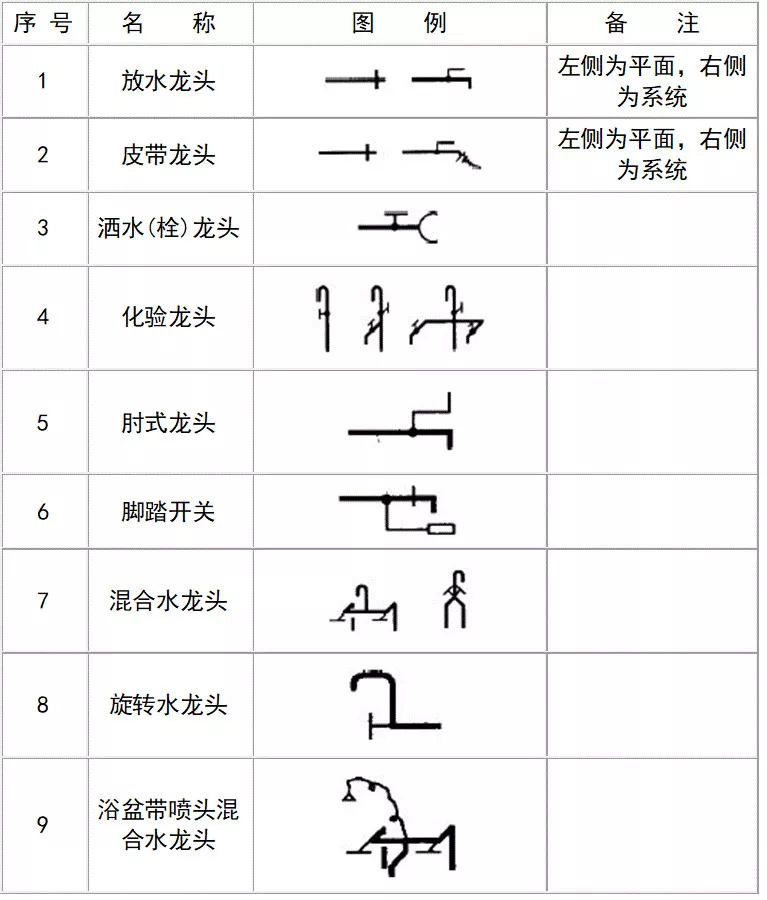 序 号 名 称 图 例 备 注
1 放水龙头 左侧为平面，右侧
为系统
2 皮带龙头 左侧为平面，右侧
为系统
3 洒水(栓)龙头
4 化验龙头
5 肘式龙头
6 脚踏开关
7 混合水龙头
8 旋转水龙头
9 浴盆带喷头混
合水龙头